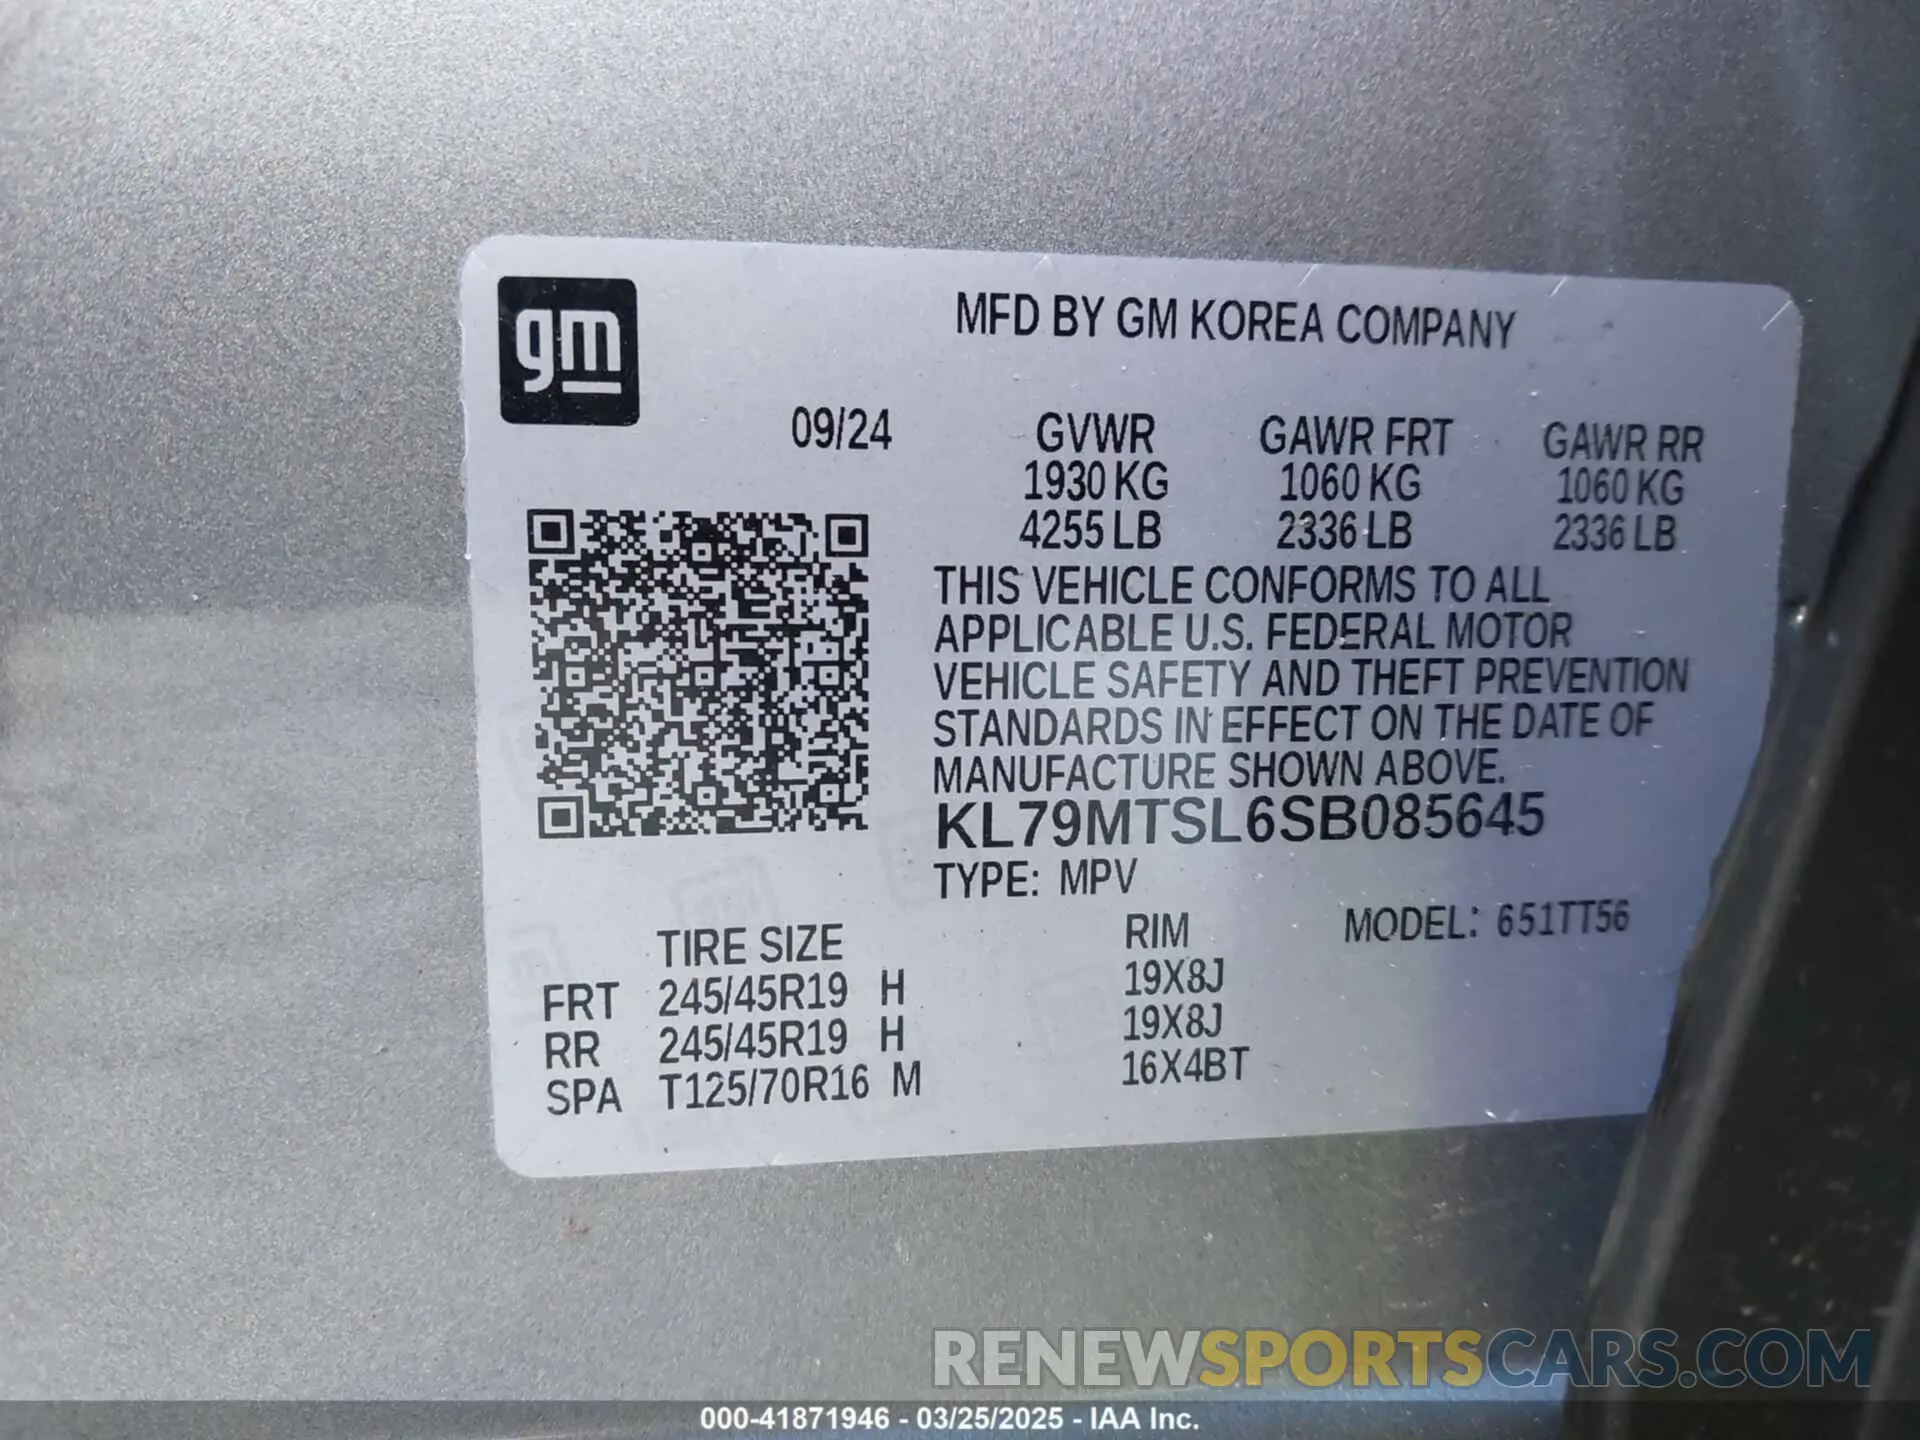 gm
MFD BY GM KOREA COMPANY
09/24 GVWR GAWR FRT GAWR RR
1930 KG 1060 KG 1060 KG
4255 LB 2336 LB 2336 LB
THIS VEHICLE CONFORMS TO ALL
APPLICABLE U.S. FEDERAL MOTOR
VEHICLE SAFETY AND THEFT PREVENTION
STANDARDS IN EFFECT ON THE DATE OF
MANUFACTURE SHOWN ABOVE.
KL79MTSL6SB085645
TYPE: MPV
TIRE SIZE RIM MODEL: 651TT56
FRT 245/45R19 H 19X8J
RR 245/45R19 H 19X8J
SPA T125/70R16 M 16X4BT
RENEWSPORTSCARS.COM
000-41871946 - 03/25/2025 - IAA Inc.